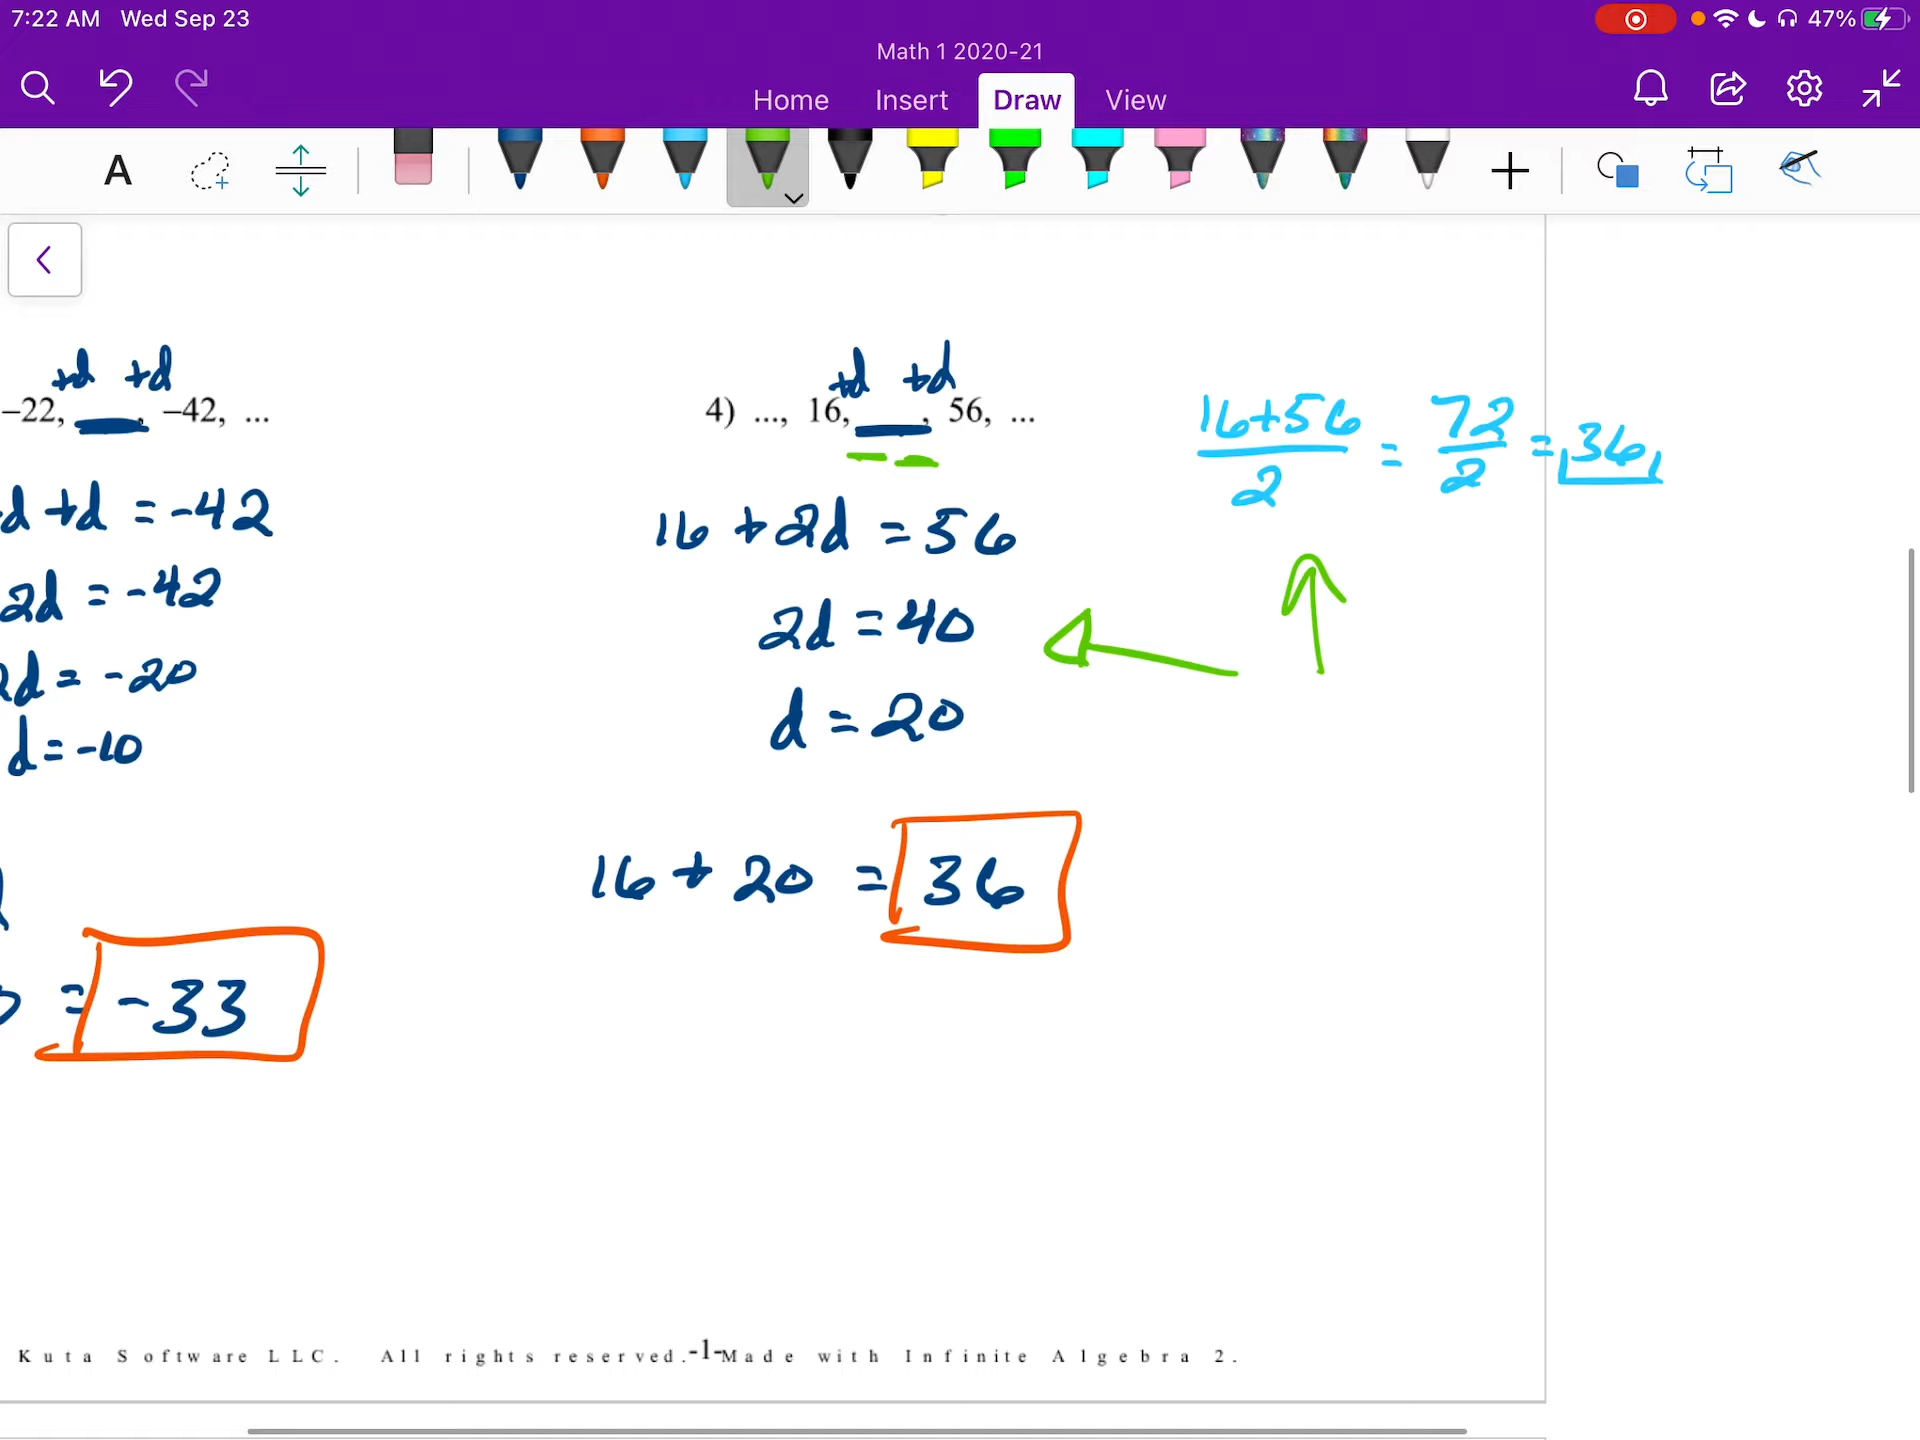 7:22 AM Wed Sep 23
47%
Math 1 2020-21
Home Insert Draw View
A
+d +d
–22, ___, –42, ...
d +d = -42
2d = -42
2d = -20
d = -10
= -33
+d +d
4) ..., 16, ___, 56, ...
16 + 2d = 56
2d = 40
d = 20
16 + 20 = 36
16+56/2 = 72/2 = 36
Kuta Software LLC. All rights reserved. -1- Made with Infinite Algebra 2.